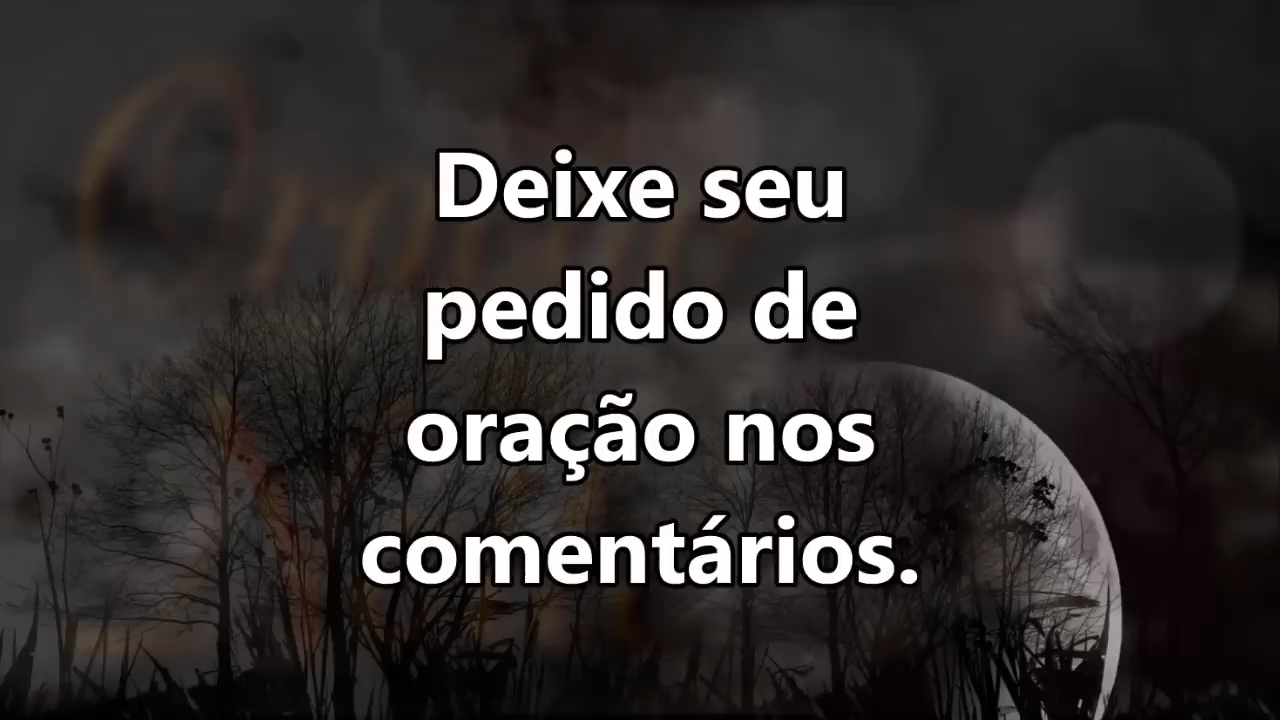 Deixe seu
pedido de
oração nos
comentários.